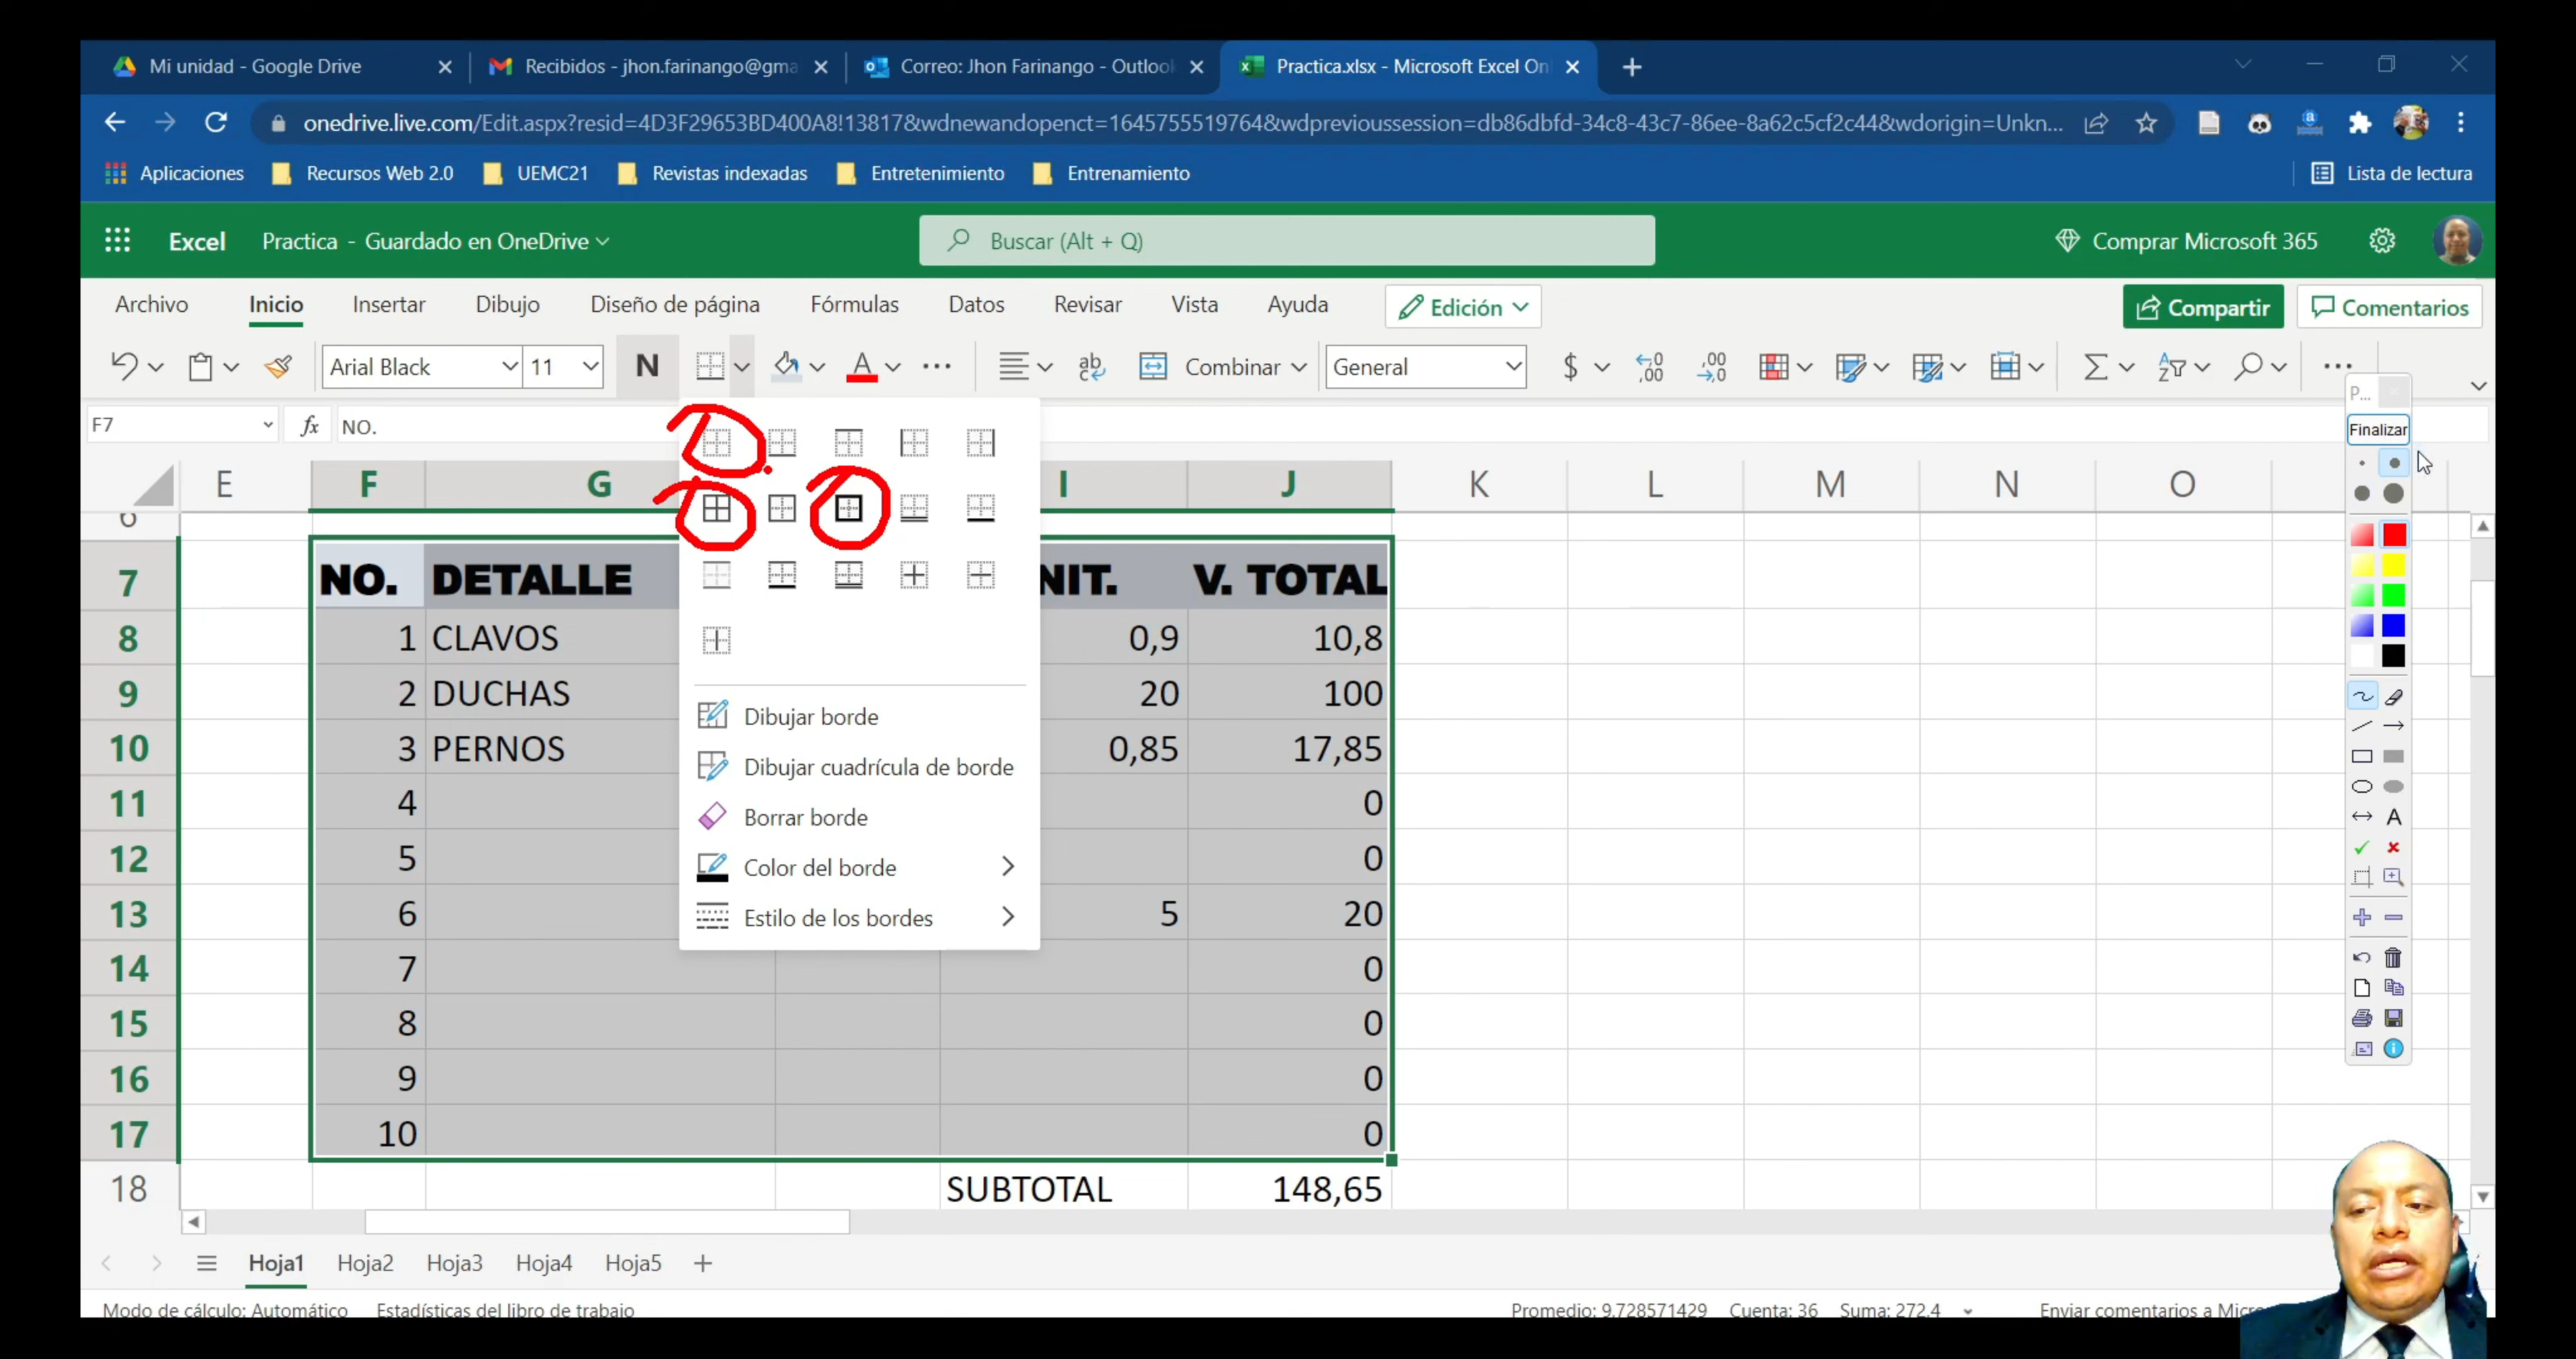 Mi unidad - Google Drive
Recibidos - jhon.farinango@gma
Correo: Jhon Farinango - Outloo
Practica.xlsx - Microsoft Excel On
onedrive.live.com/Edit.aspx?resid=4D3F29653BD400A8!13817&wdnewandopenct=1645755519764&wdprevioussession=db86dbfd-34c8-43c7-86ee-8a62c5cf2c44&wdorigin=Unkn...
Aplicaciones Recursos Web 2.0 UEMC21 Revistas indexadas Entretenimiento Entrenamiento Lista de lectura
Excel Practica - Guardado en OneDrive Buscar (Alt + Q) Comprar Microsoft 365
Archivo Inicio Insertar Dibujo Diseño de página Fórmulas Datos Revisar Vista Ayuda Edición Compartir Comentarios
Arial Black 11 N Combinar General
P...
Finalizar
F7 fx NO.
E F G I J K L M N O
6
7 NO. DETALLE NIT. V. TOTAL
8 1 CLAVOS 0,9 10,8
9 2 DUCHAS 20 100
10 3 PERNOS 0,85 17,85
11 4 0
12 5 0
13 6 5 20
14 7 0
15 8 0
16 9 0
17 10 0
18 SUBTOTAL 148,65
Dibujar borde
Dibujar cuadrícula de borde
Borrar borde
Color del borde
Estilo de los bordes
Hoja1 Hoja2 Hoja3 Hoja4 Hoja5
Modo de cálculo: Automático Estadísticas del libro de trabajo Promedio: 9.728571429 Cuenta: 36 Suma: 272.4 Enviar comentarios a Micro